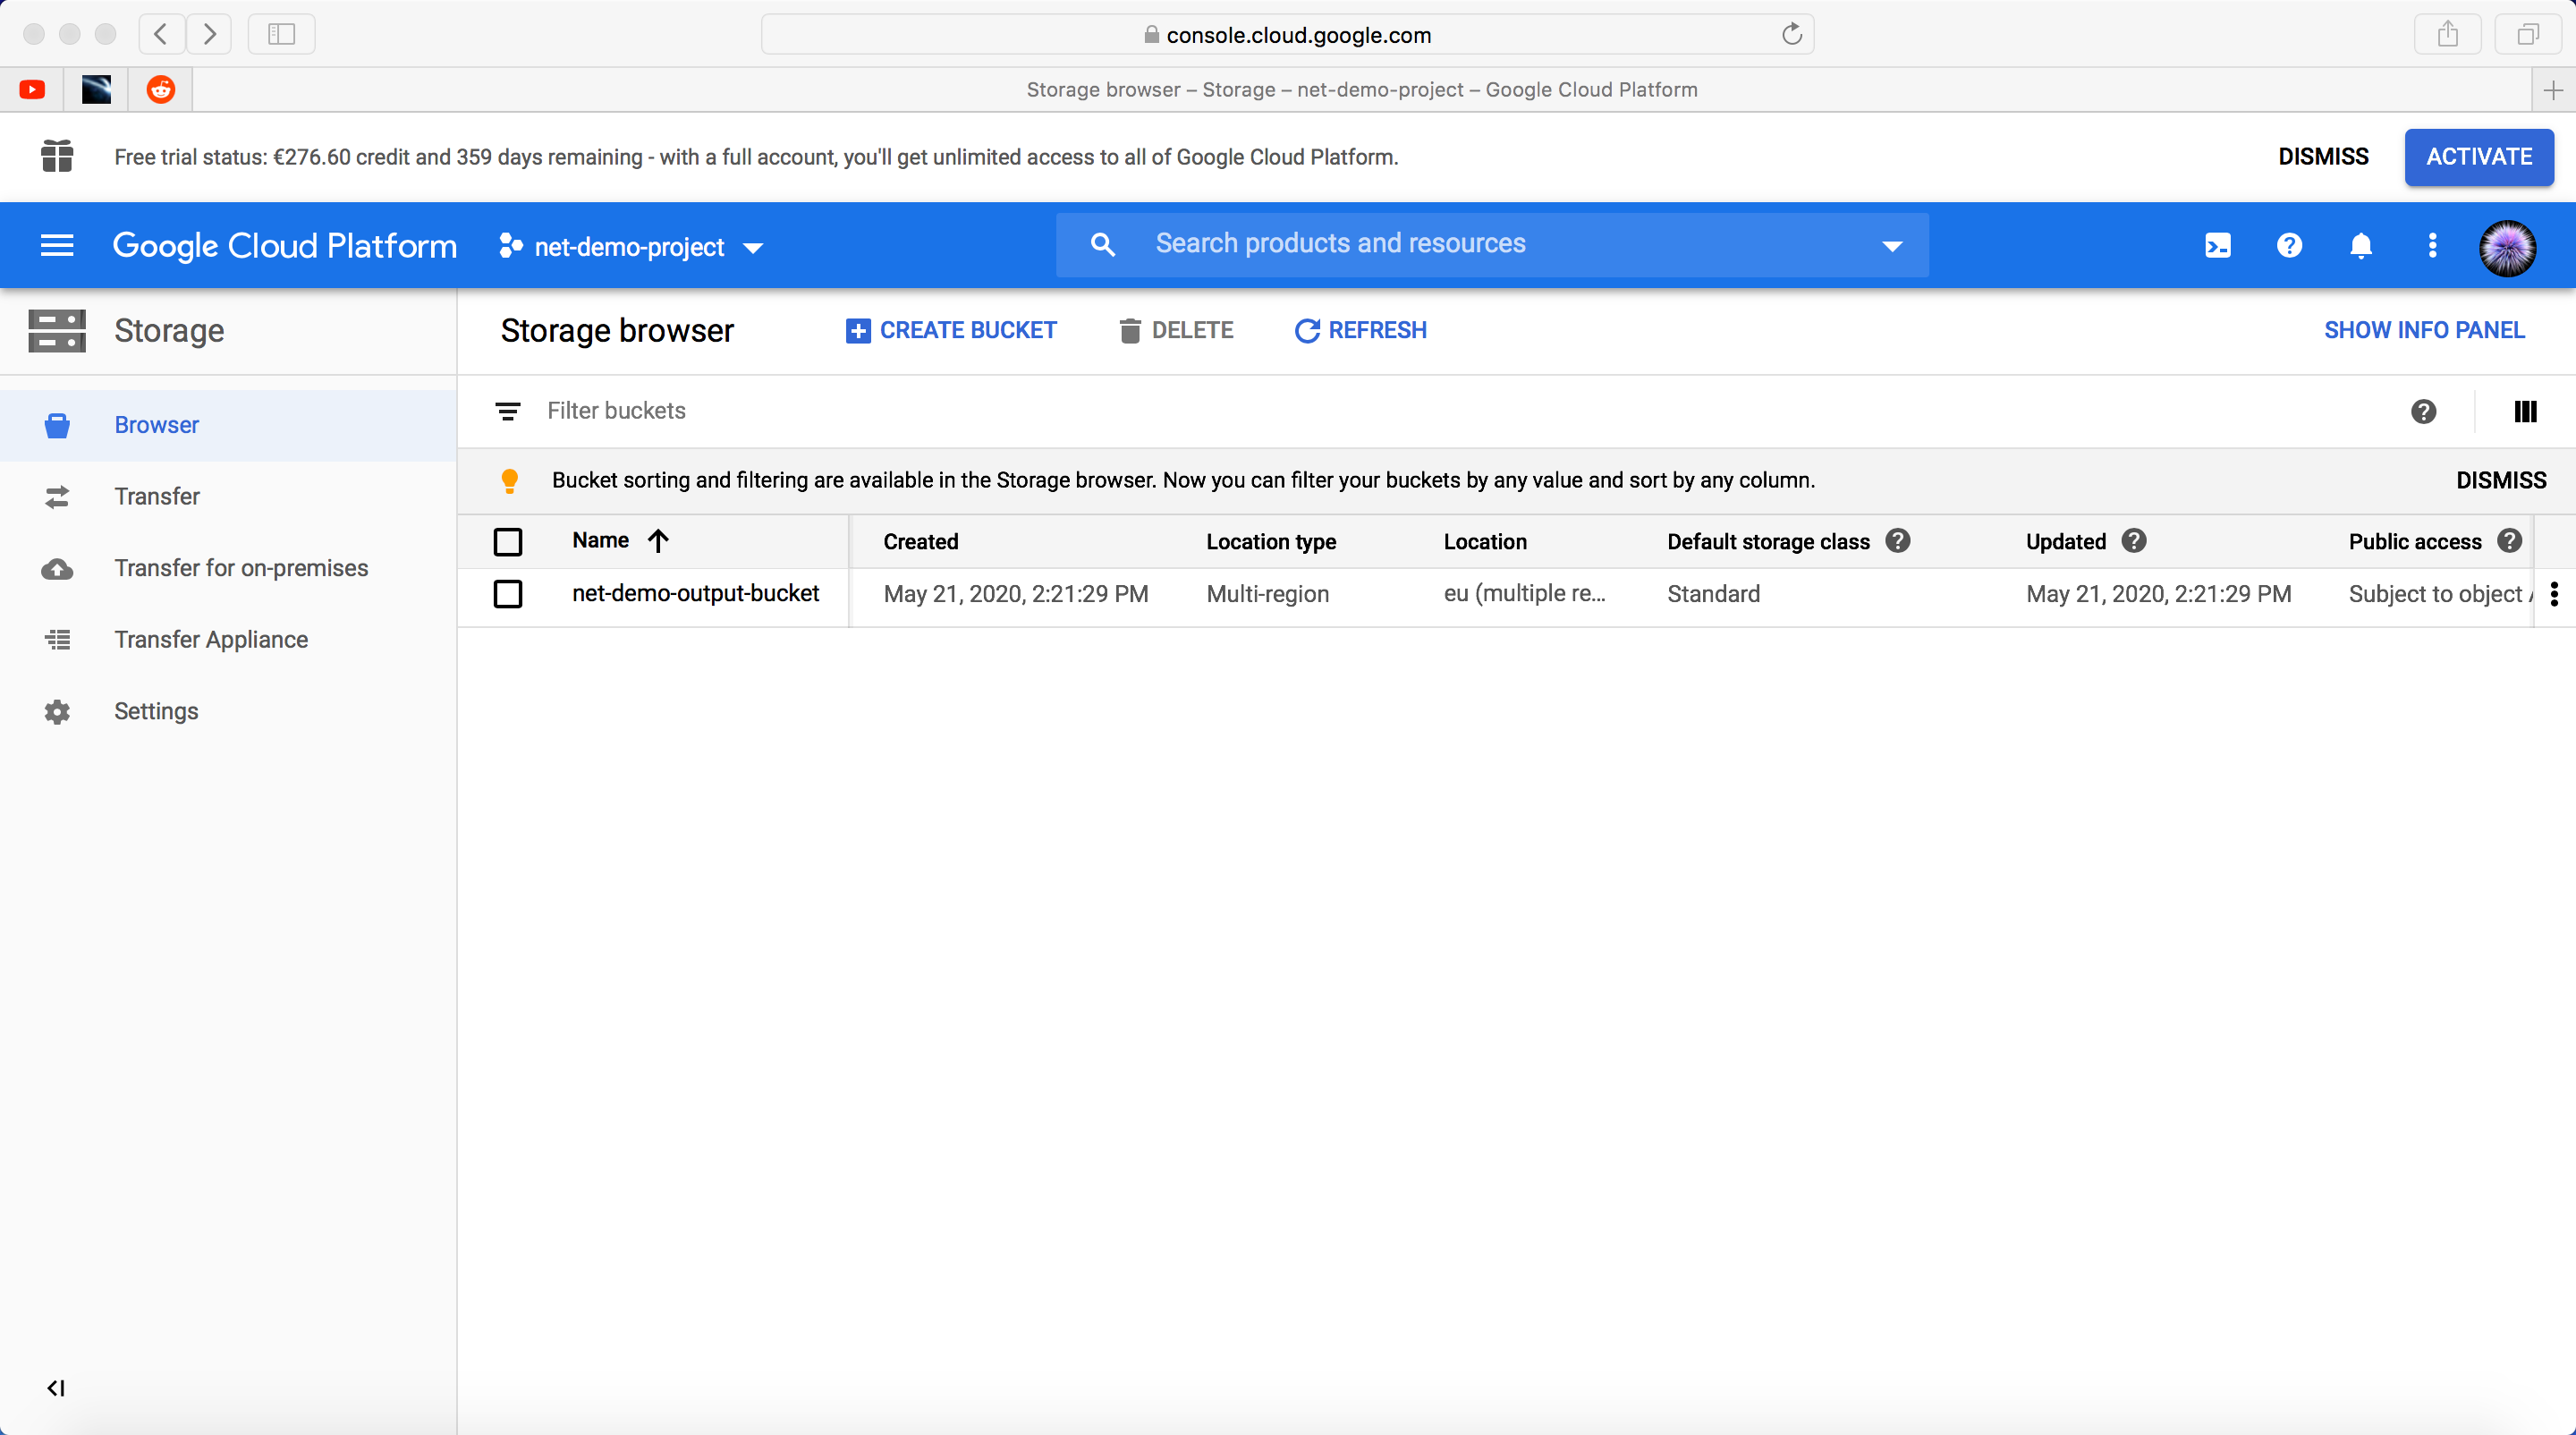 console.cloud.google.com
Storage browser – Storage – net-demo-project – Google Cloud Platform
Free trial status: €276.60 credit and 359 days remaining - with a full account, you'll get unlimited access to all of Google Cloud Platform.
DISMISS
ACTIVATE
Google Cloud Platform
net-demo-project
Search products and resources
Storage
Storage browser
CREATE BUCKET
DELETE
REFRESH
SHOW INFO PANEL
Browser
Transfer
Transfer for on-premises
Transfer Appliance
Settings
Filter buckets
Bucket sorting and filtering are available in the Storage browser. Now you can filter your buckets by any value and sort by any column.
DISMISS
Name Created Location type Location Default storage class Updated Public access
net-demo-output-bucket May 21, 2020, 2:21:29 PM Multi-region eu (multiple re... Standard May 21, 2020, 2:21:29 PM Subject to object